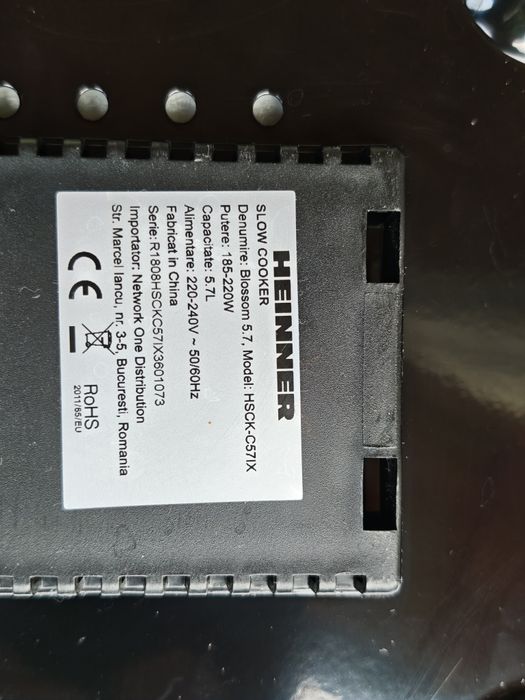 HEINNER
SLOW COOKER
Denumire: Blossom 5.7, Model: HSCK-C57IX
Putere: 185-220W
Capacitate: 5.7L
Alimentare: 220-240V ~ 50/60Hz
Fabricat in China
Serie: R1808HSCKC57IX3601073
Importator: Network One Distribution
Str. Marcel Iancu, nr. 3-5, Bucuresti, Romania
CE
RoHS
2011/65/EU